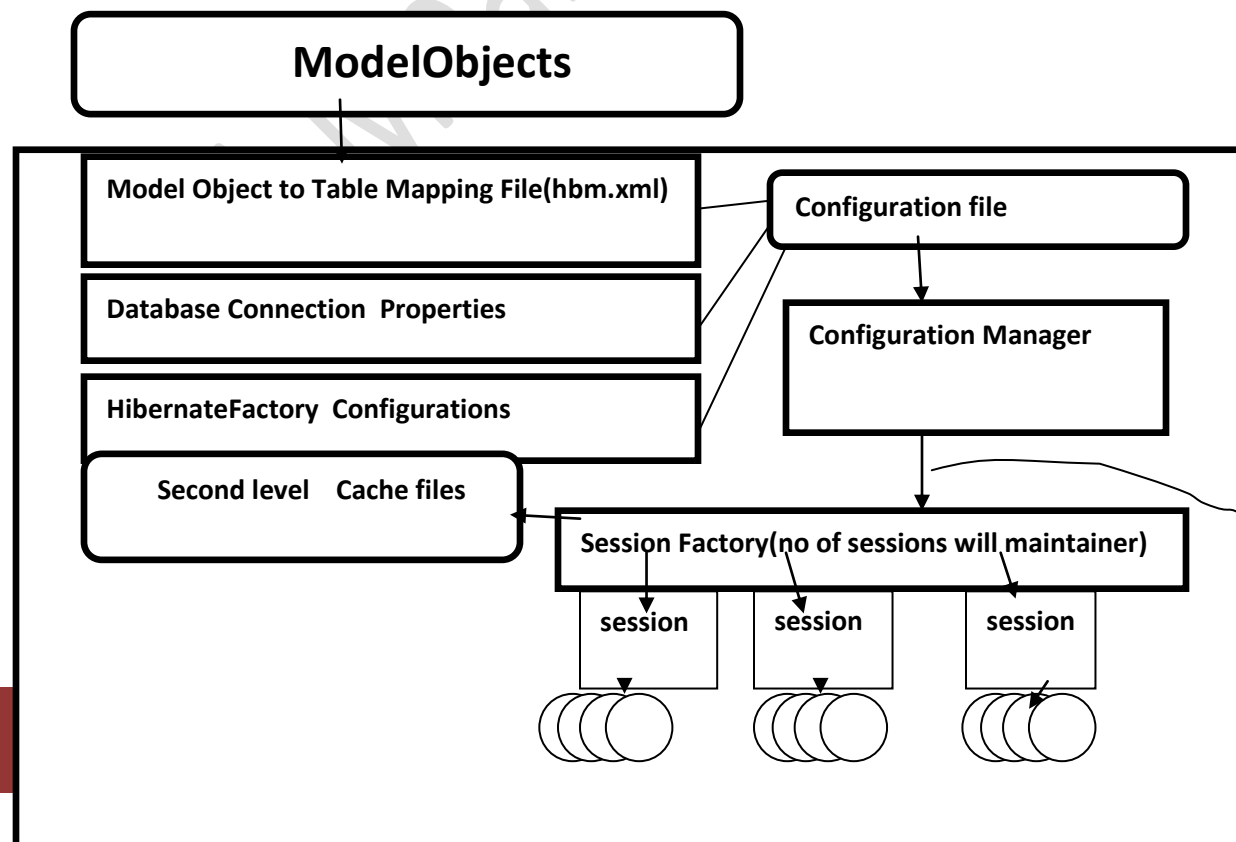 ModelObjects
Model Object to Table Mapping File(hbm.xml)
Configuration file
Database Connection Properties
Configuration Manager
HibernateFactory Configurations
Second level Cache files
Session Factory(no of sessions will maintainer)
session session session